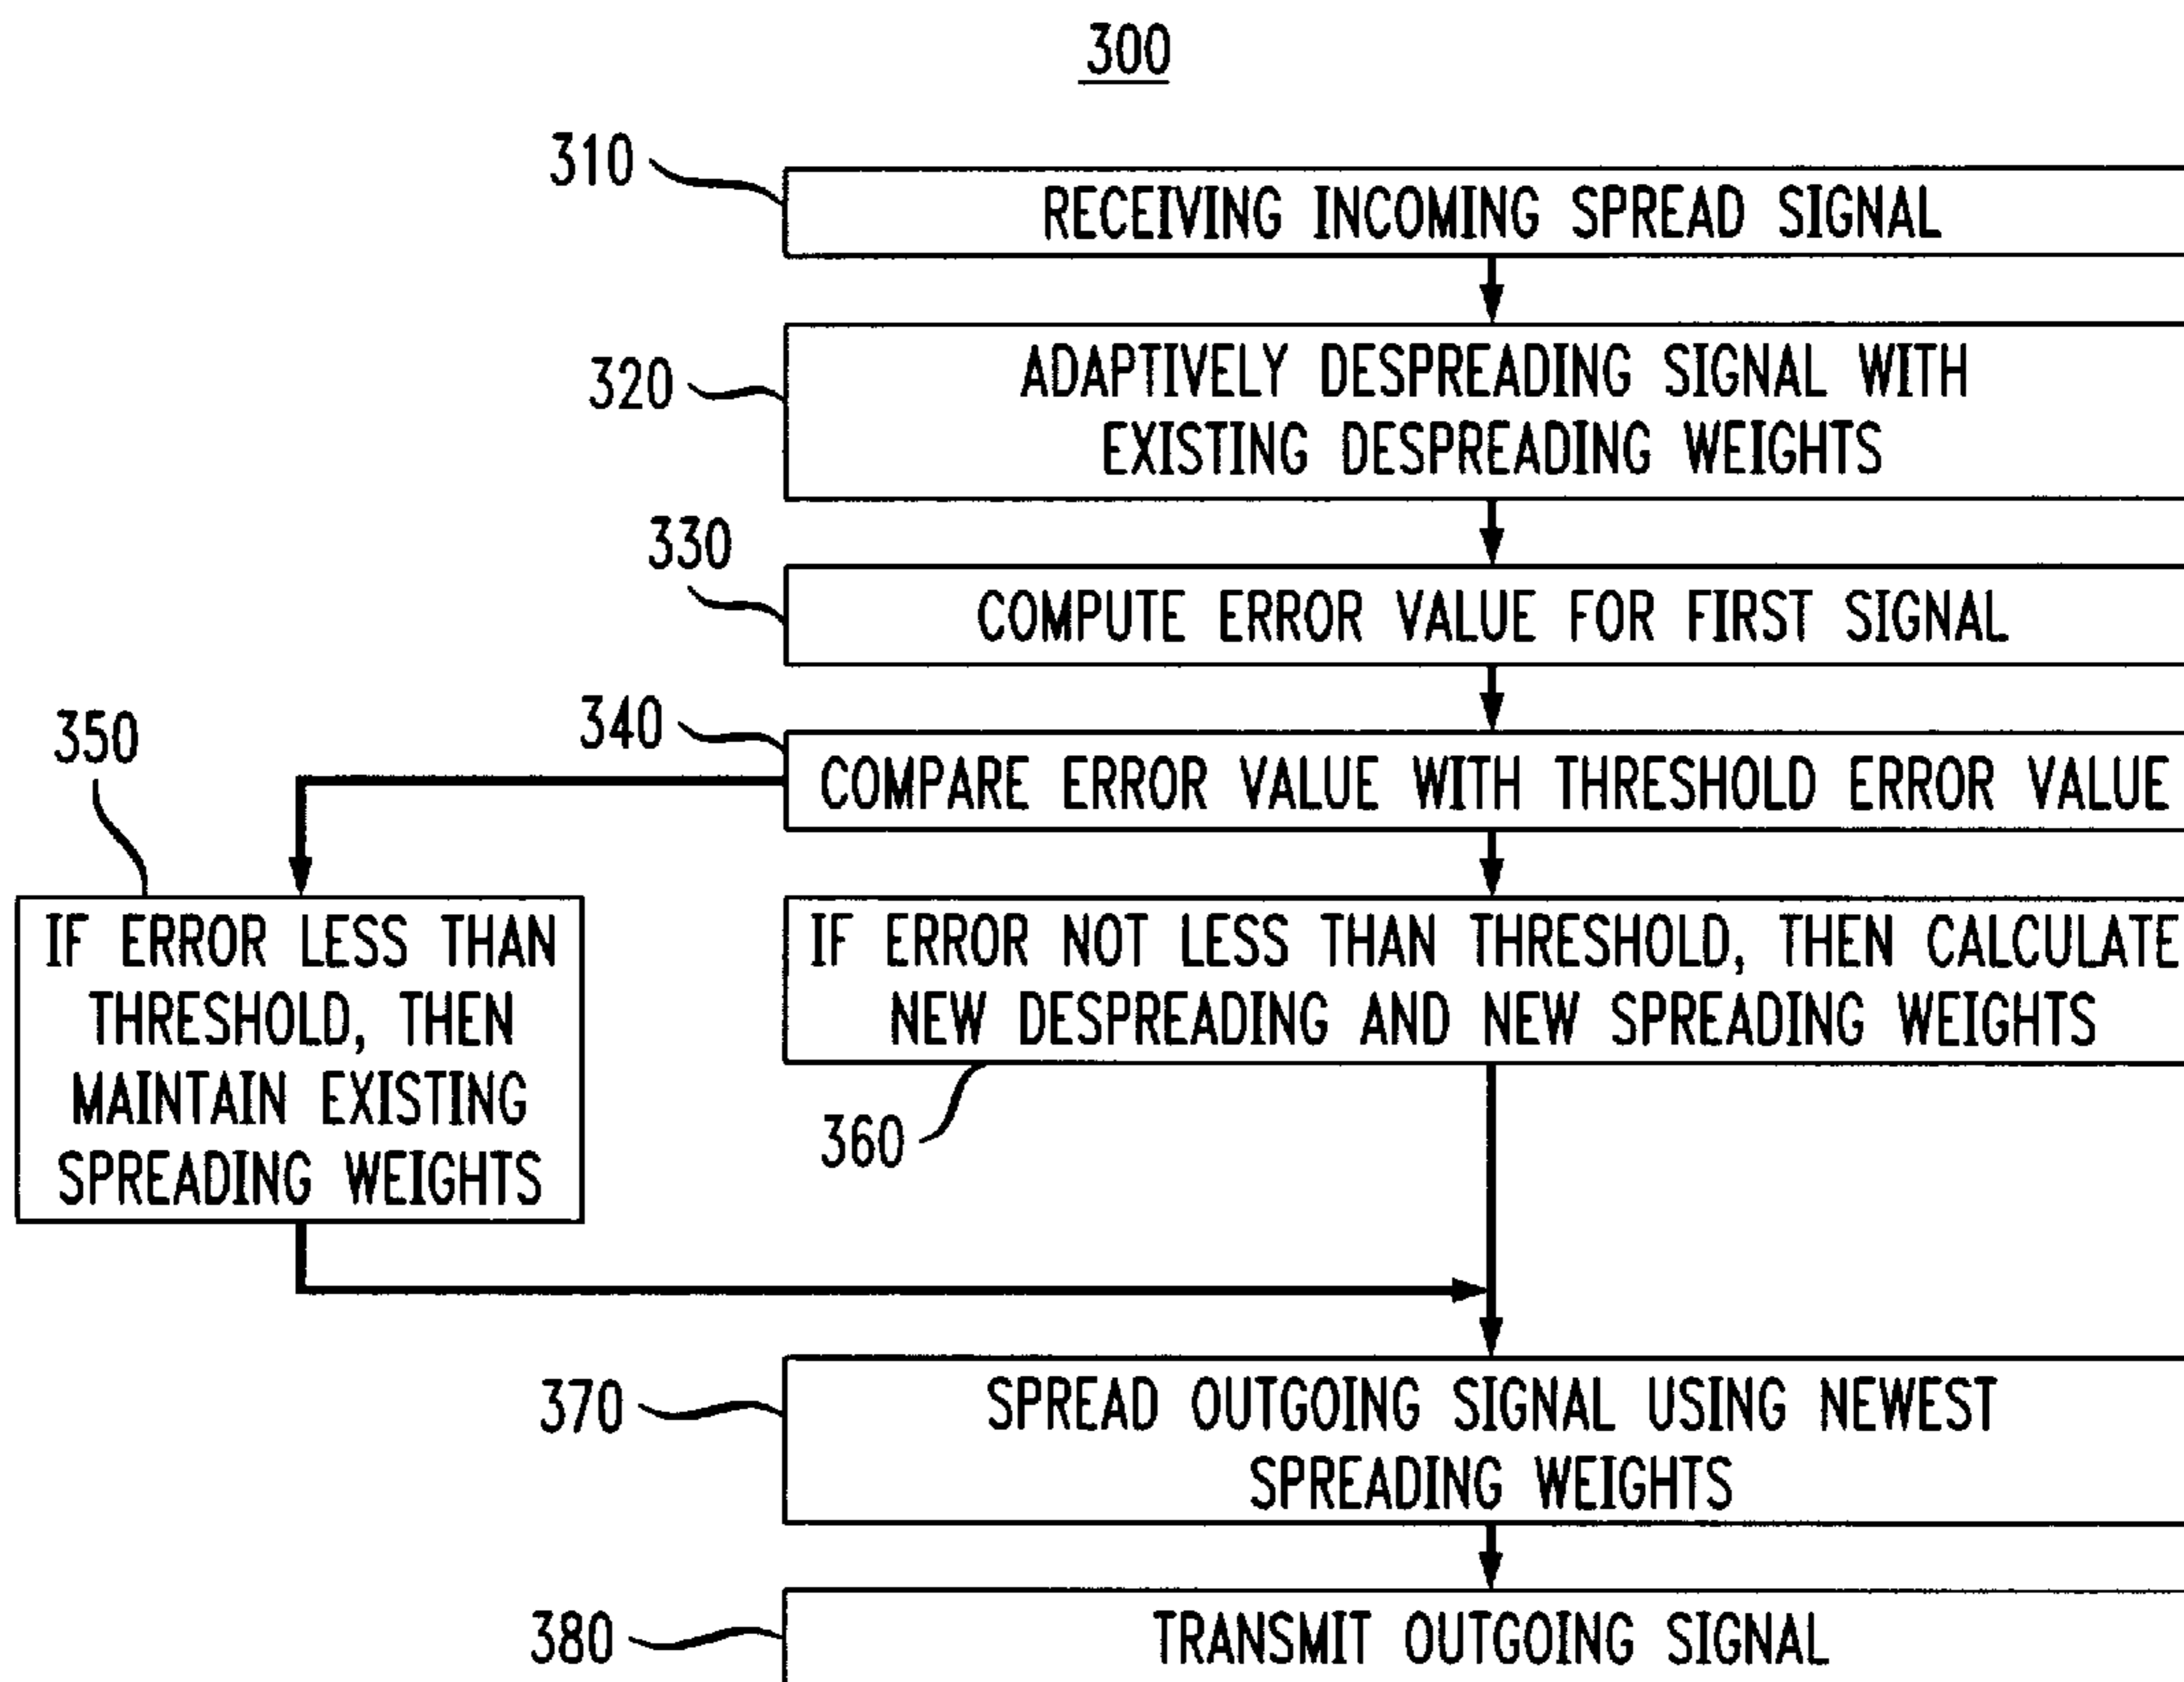 300
310
RECEIVING INCOMING SPREAD SIGNAL
320
ADAPTIVELY DESPREADING SIGNAL WITH
EXISTING DESPREADING WEIGHTS
330
COMPUTE ERROR VALUE FOR FIRST SIGNAL
340
COMPARE ERROR VALUE WITH THRESHOLD ERROR VALUE
350
IF ERROR LESS THAN
THRESHOLD, THEN
MAINTAIN EXISTING
SPREADING WEIGHTS
IF ERROR NOT LESS THAN THRESHOLD, THEN CALCULATE
NEW DESPREADING AND NEW SPREADING WEIGHTS
360
370
SPREAD OUTGOING SIGNAL USING NEWEST
SPREADING WEIGHTS
380
TRANSMIT OUTGOING SIGNAL